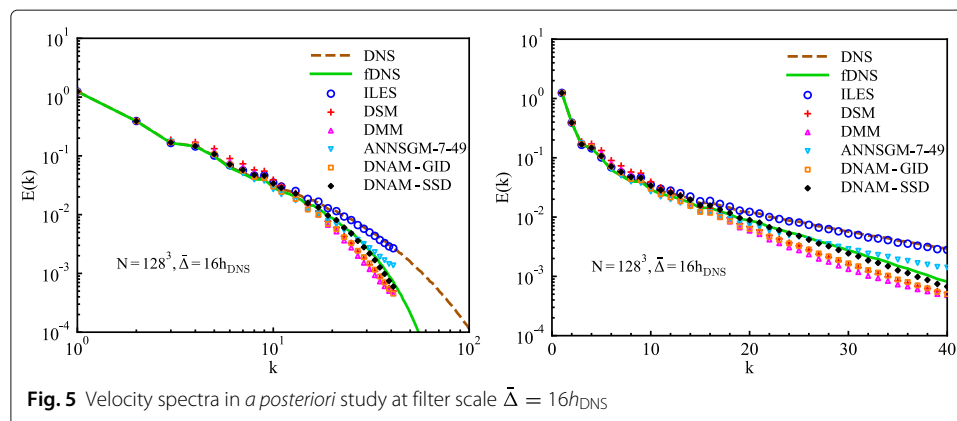 10^1
10^0
10^-1
10^-2
10^-3
10^-4
E(k)
10^0
10^1
10^2
k
DNS
fDNS
ILES
DSM
DMM
ANNSGM-7-49
DNAM-GID
DNAM-SSD
N=128^3, Δ̄=16h_DNS
10^1
10^0
10^-1
10^-2
10^-3
10^-4
E(k)
0
10
20
30
40
k
DNS
fDNS
ILES
DSM
DMM
ANNSGM-7-49
DNAM-GID
DNAM-SSD
N=128^3, Δ̄=16h_DNS
Fig. 5 Velocity spectra in a posteriori study at filter scale Δ̄ = 16h_DNS